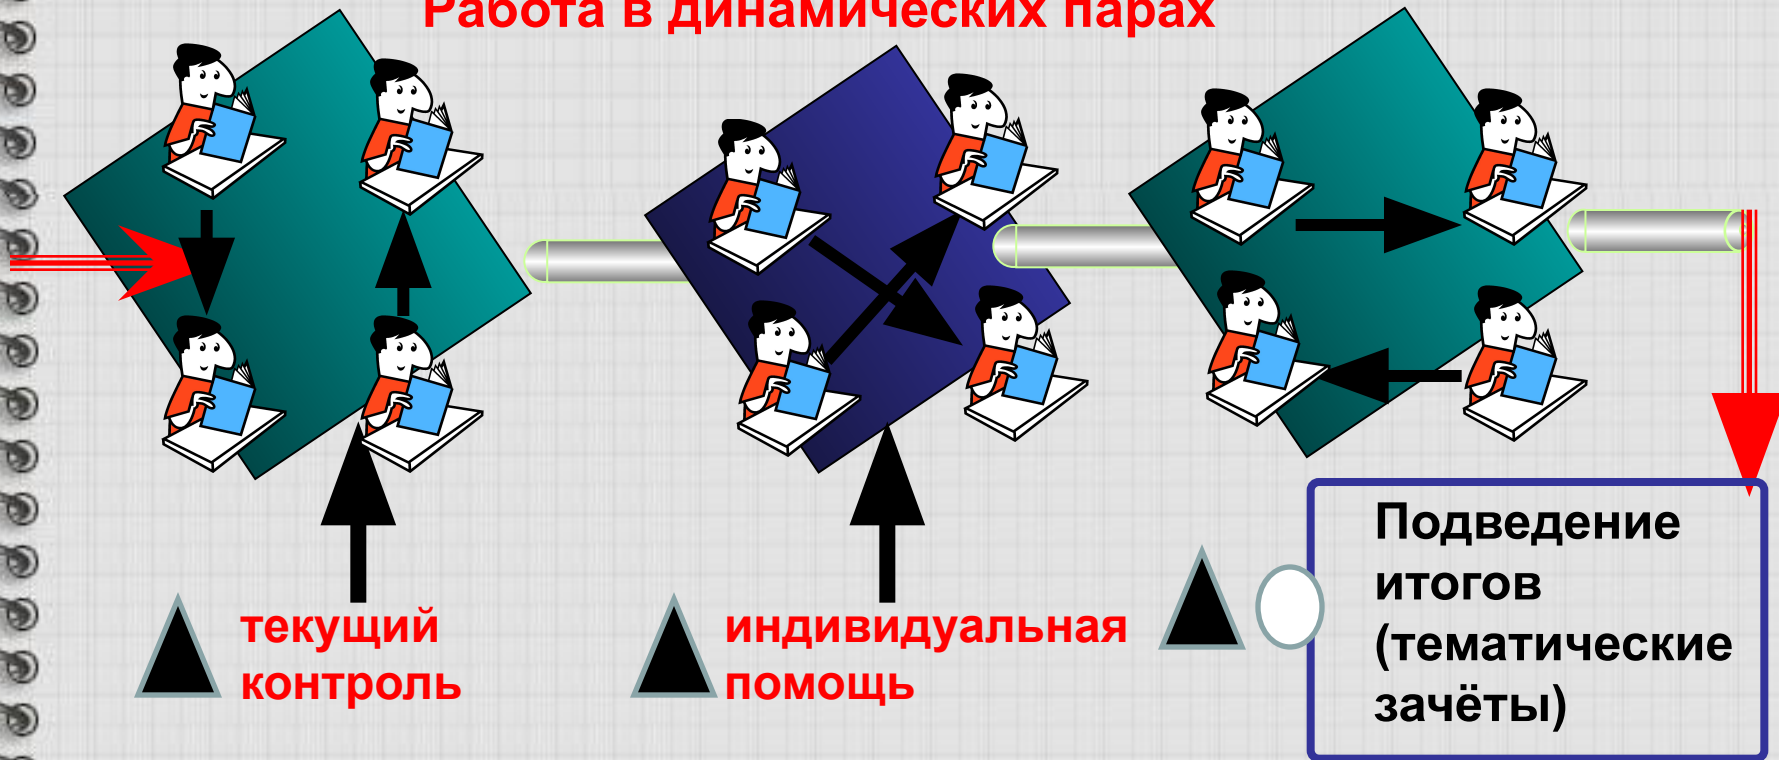 Работа в динамических парах
текущий
контроль
индивидуальная
помощь
Подведение
итогов
(тематические
зачёты)